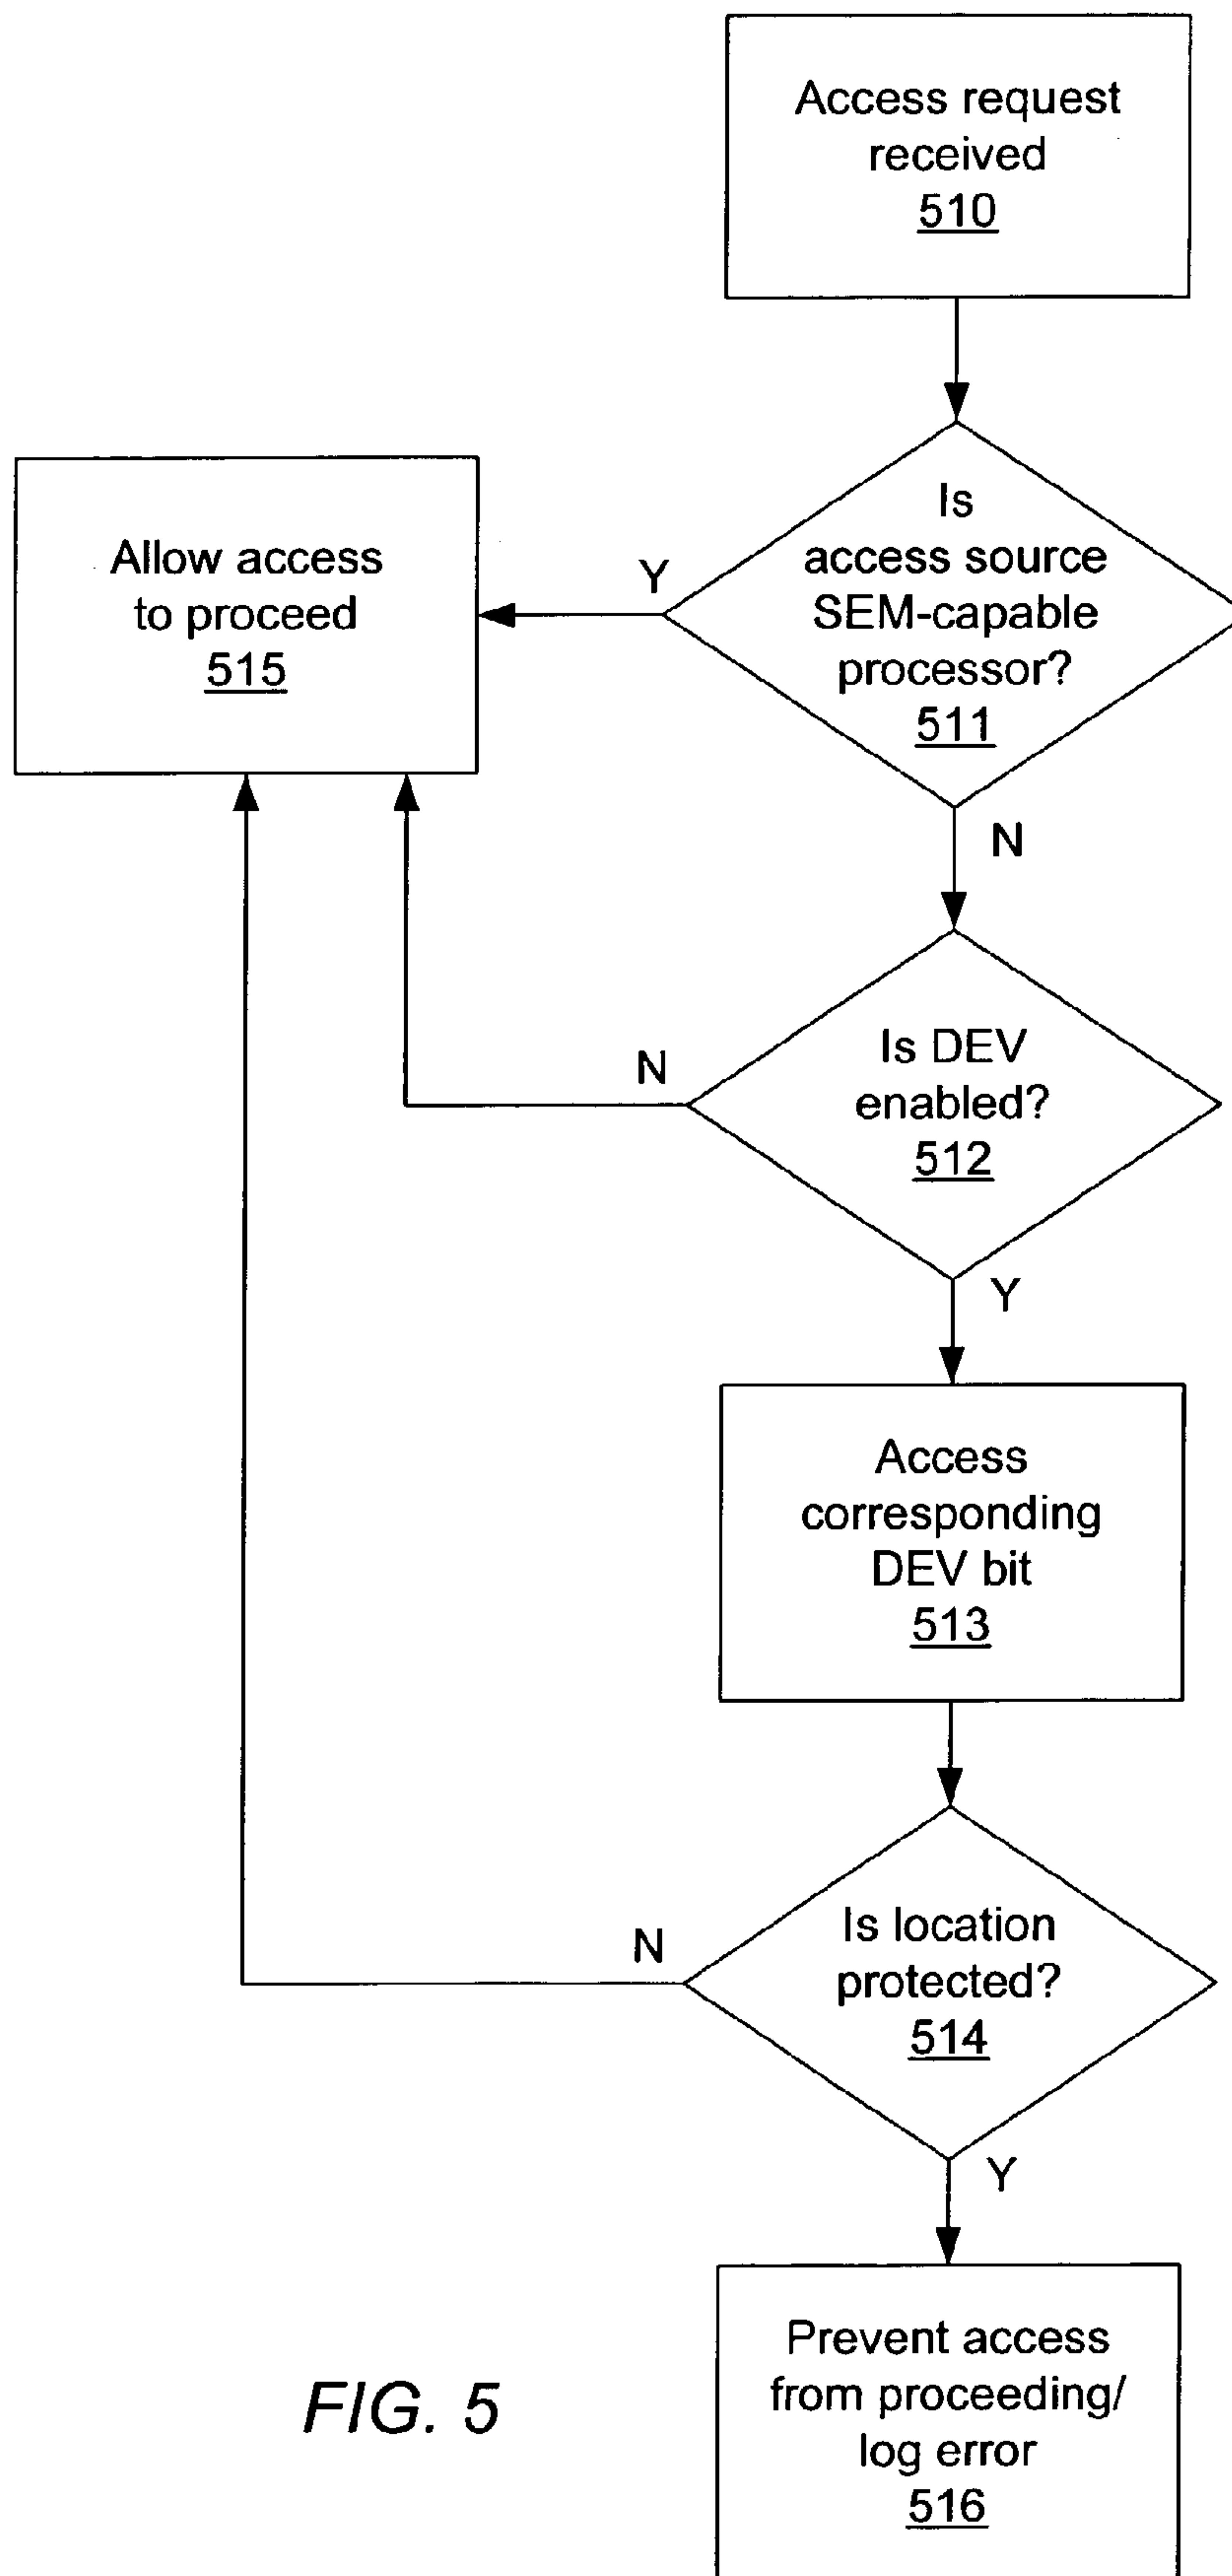 Access request
received
510
Is
access source
SEM-capable
processor?
511
Y
N
Allow access
to proceed
515
Is DEV
enabled?
512
N
Y
Access
corresponding
DEV bit
513
Is location
protected?
514
N
Y
Prevent access
from proceeding/
log error
516
FIG. 5